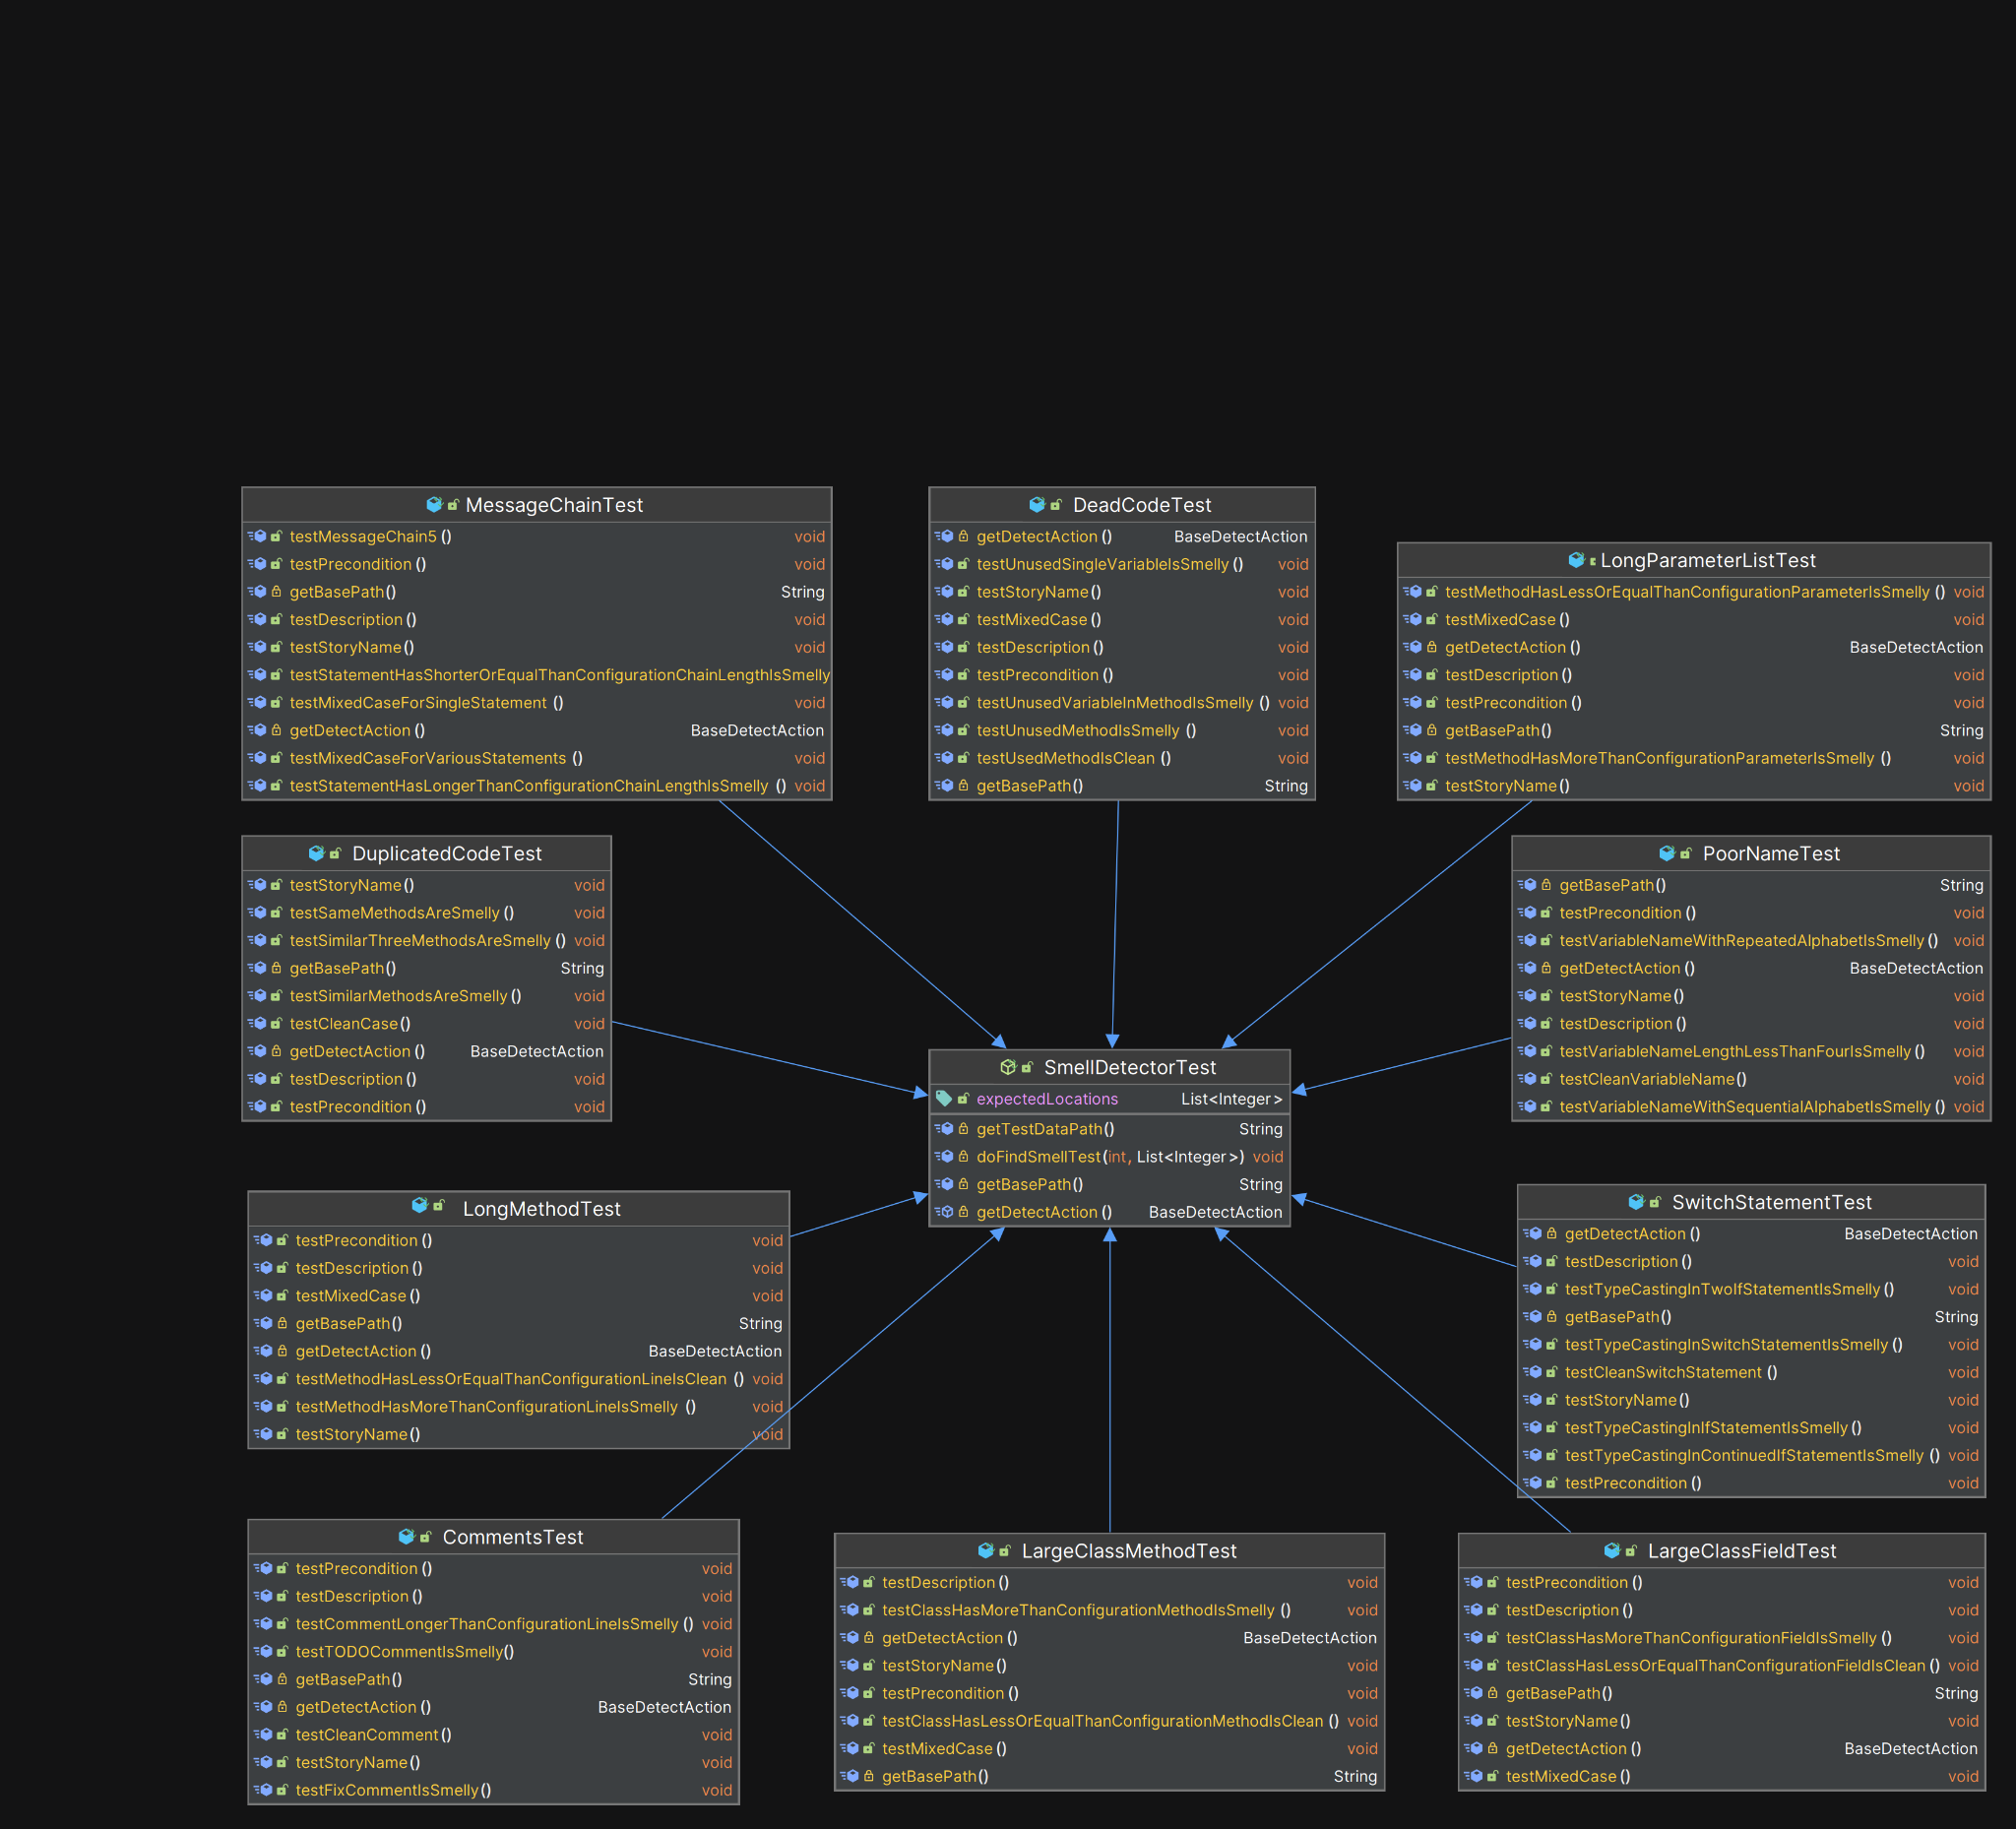 MessageChainTest
testMessageChain5() void
testPrecondition() void
getBasePath() String
testDescription() void
testStoryName() void
testStatementHasShorterOrEqualThanConfigurationChainLengthIsSmelly
testMixedCaseForSingleStatement() void
getDetectAction() BaseDetectAction
testMixedCaseForVariousStatements() void
testStatementHasLongerThanConfigurationChainLengthIsSmelly() void
DeadCodeTest
getDetectAction() BaseDetectAction
testUnusedSingleVariableIsSmelly() void
testStoryName() void
testMixedCase() void
testDescription() void
testPrecondition() void
testUnusedVariableInMethodIsSmelly() void
testUnusedMethodIsSmelly() void
testUsedMethodIsClean() void
getBasePath() String
LongParameterListTest
testMethodHasLessOrEqualThanConfigurationParameterIsSmelly() void
testMixedCase() void
getDetectAction() BaseDetectAction
testDescription() void
testPrecondition() void
getBasePath() String
testMethodHasMoreThanConfigurationParameterIsSmelly() void
testStoryName() void
DuplicatedCodeTest
testStoryName() void
testSameMethodsAreSmelly() void
testSimilarThreeMethodsAreSmelly() void
getBasePath() String
testSimilarMethodsAreSmelly() void
testCleanCase() void
getDetectAction() BaseDetectAction
testDescription() void
testPrecondition() void
PoorNameTest
getBasePath() String
testPrecondition() void
testVariableNameWithRepeatedAlphabetIsSmelly() void
getDetectAction() BaseDetectAction
testStoryName() void
testDescription() void
testVariableNameLengthLessThanFourIsSmelly() void
testCleanVariableName() void
testVariableNameWithSequentialAlphabetIsSmelly() void
SmellDetectorTest
expectedLocations List<Integer>
getTestDataPath() String
doFindSmellTest(int, List<Integer>) void
getBasePath() String
getDetectAction() BaseDetectAction
LongMethodTest
testPrecondition() void
testDescription() void
testMixedCase() void
getBasePath() String
getDetectAction() BaseDetectAction
testMethodHasLessOrEqualThanConfigurationLineIsClean() void
testMethodHasMoreThanConfigurationLineIsSmelly() void
testStoryName() void
SwitchStatementTest
getDetectAction() BaseDetectAction
testDescription() void
testTypeCastingInTwoIfStatementIsSmelly() void
getBasePath() String
testTypeCastingInSwitchStatementIsSmelly() void
testCleanSwitchStatement() void
testStoryName() void
testTypeCastingInIfStatementIsSmelly() void
testTypeCastingInContinuedIfStatementIsSmelly() void
testPrecondition() void
CommentsTest
testPrecondition() void
testDescription() void
testCommentLongerThanConfigurationLineIsSmelly() void
testTODOCommentIsSmelly() void
getBasePath() String
getDetectAction() BaseDetectAction
testCleanComment() void
testStoryName() void
testFixCommentIsSmelly() void
LargeClassMethodTest
testDescription() void
testClassHasMoreThanConfigurationMethodIsSmelly() void
getDetectAction() BaseDetectAction
testStoryName() void
testPrecondition() void
testClassHasLessOrEqualThanConfigurationMethodIsClean() void
testMixedCase() void
getBasePath() String
LargeClassFieldTest
testPrecondition() void
testDescription() void
testClassHasMoreThanConfigurationFieldIsSmelly() void
testClassHasLessOrEqualThanConfigurationFieldIsClean() void
getBasePath() String
testStoryName() void
getDetectAction() BaseDetectAction
testMixedCase() void